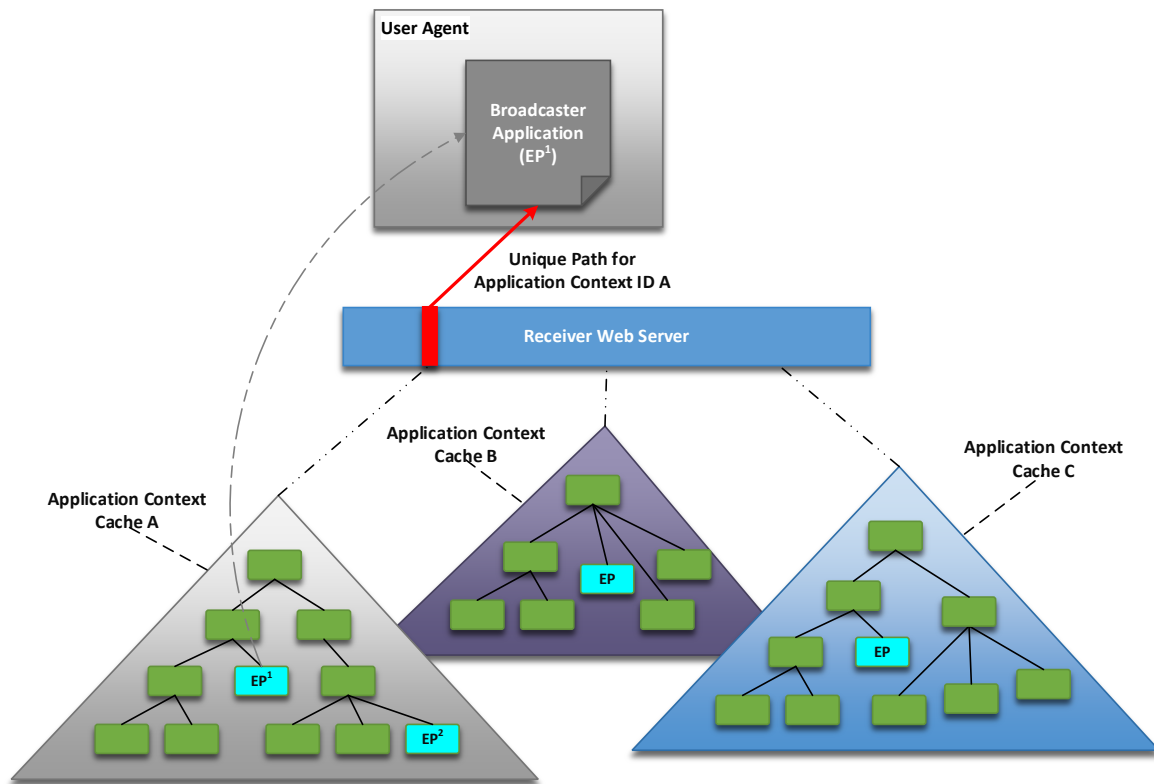 User Agent
Broadcaster
Application
(EP¹)
Unique Path for
Application Context ID A
Receiver Web Server
Application Context
Cache B
Application Context
Cache C
Application Context
Cache A
EP
EP
EP¹
EP²